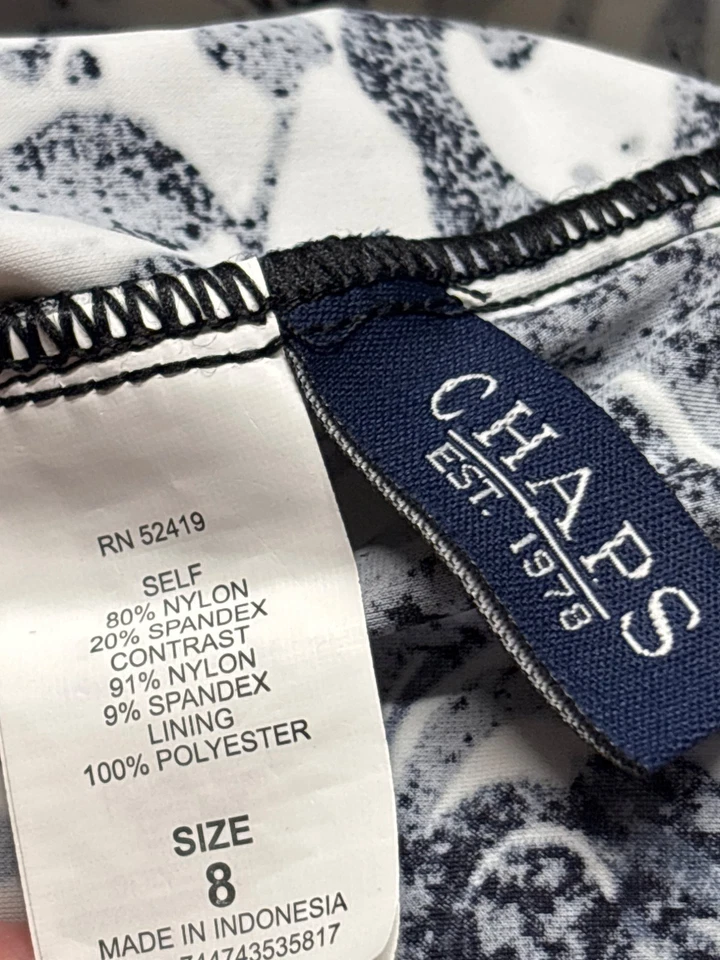 RN 52419
SELF
80% NYLON
20% SPANDEX
CONTRAST
91% NYLON
9% SPANDEX
LINING
100% POLYESTER
SIZE
8
MADE IN INDONESIA
744743535817
CHAPS
EST. 1978